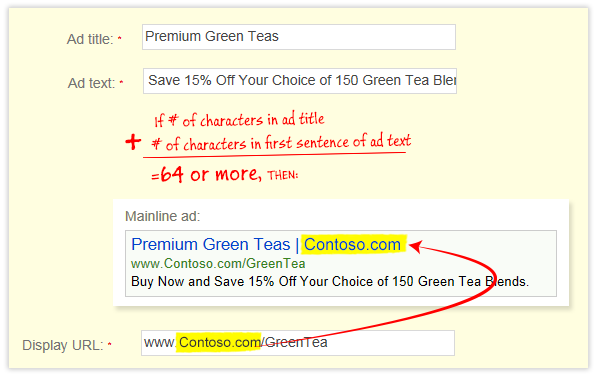 Ad title: *
Premium Green Teas
Ad text: *
Save 15% Off Your Choice of 150 Green Tea Blen
If # of characters in ad title
+ # of characters in first sentence of ad text
=64 or more, THEN:
Mainline ad:
Premium Green Teas | Contoso.com
www.Contoso.com/GreenTea
Buy Now and Save 15% Off Your Choice of 150 Green Tea Blends.
Display URL: *
www.Contoso.com/GreenTea